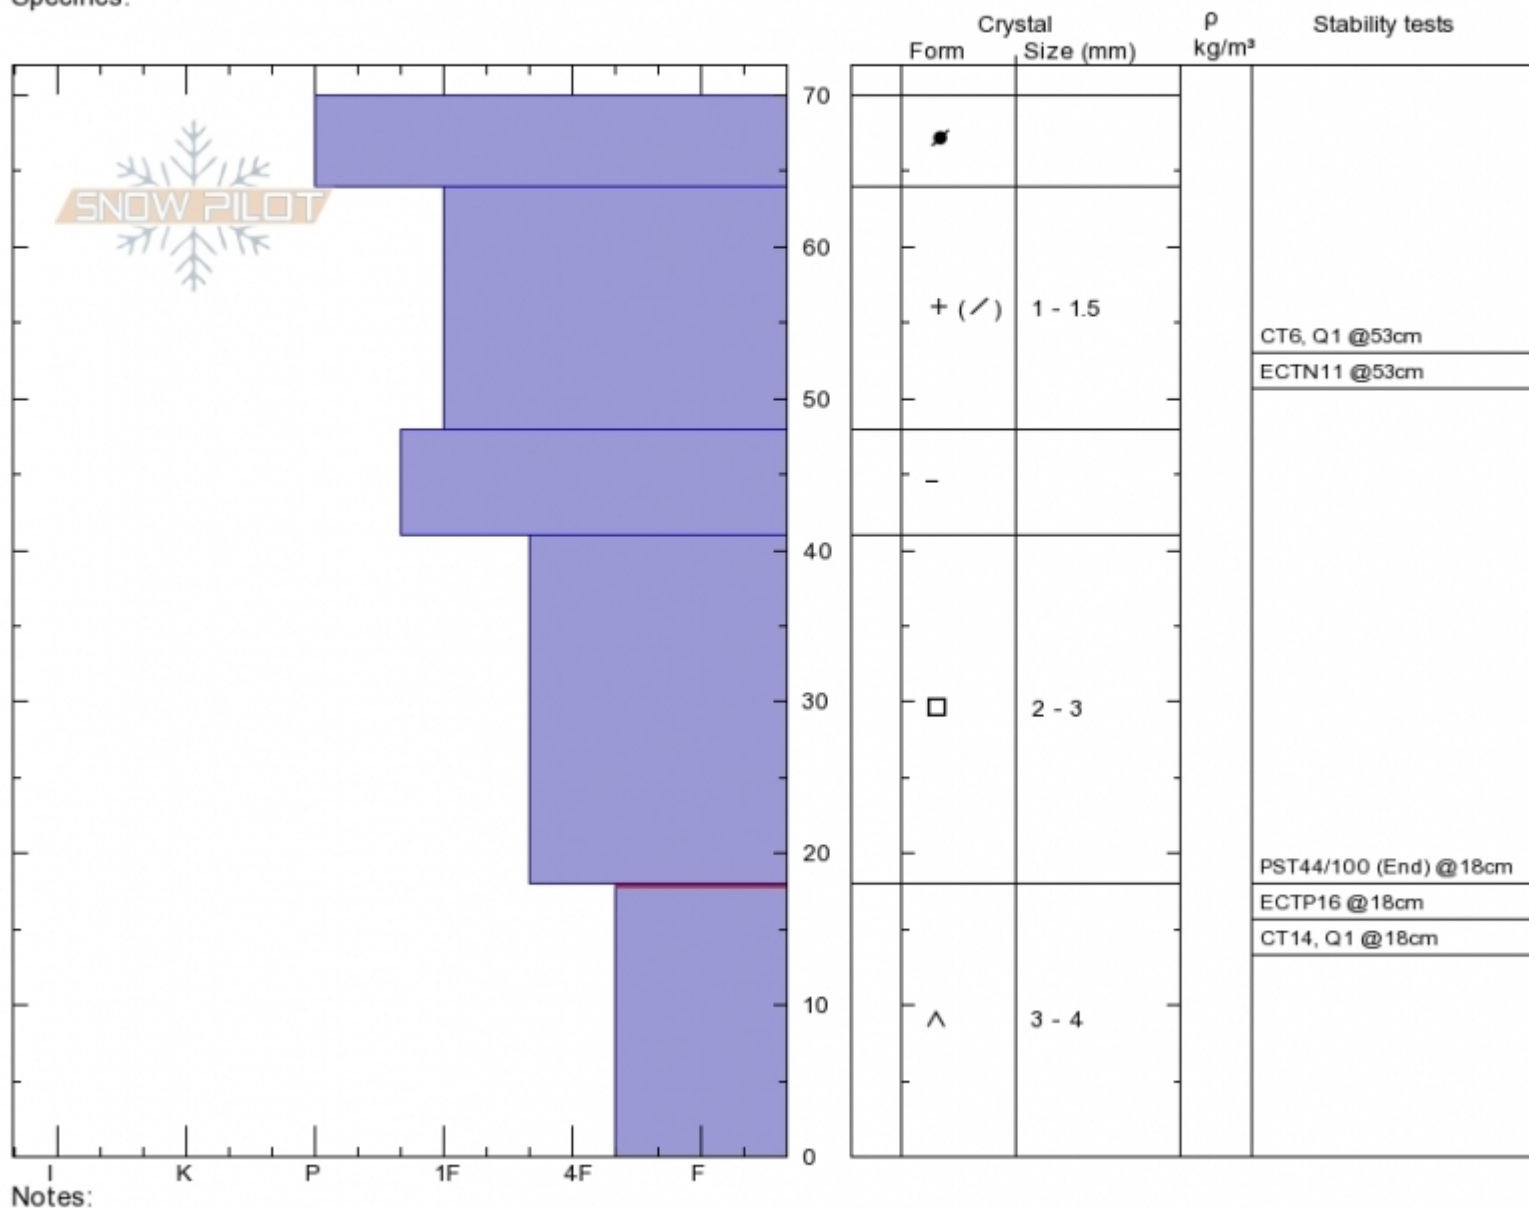 Specifics:
Crystal
ρ
Stability tests
Form
Size (mm)
kg/m³
SNOW PILOT
70
60
+ (/)
1 - 1.5
CT6, Q1 @53cm
ECTN11 @53cm
50
40
30
2 - 3
20
PST44/100 (End) @18cm
ECTP16 @18cm
CT14, Q1 @18cm
10
3 - 4
0
I K P 1F 4F F
Notes: